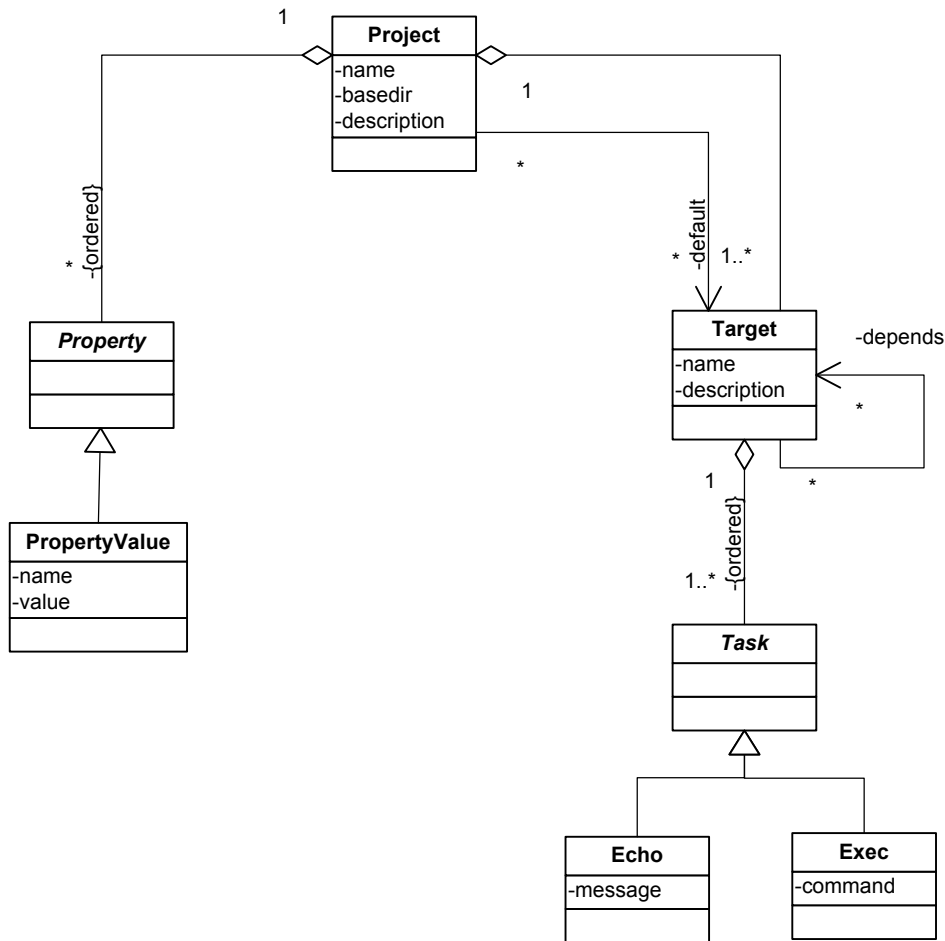 1
Project
-name
-basedir
-description
1
*
-{ordered}
*
-default
*
1..*
Property
Target
-name
-description
-depends
*
*
1
PropertyValue
-name
-value
-{ordered}
1..*
Task
Echo
-message
Exec
-command